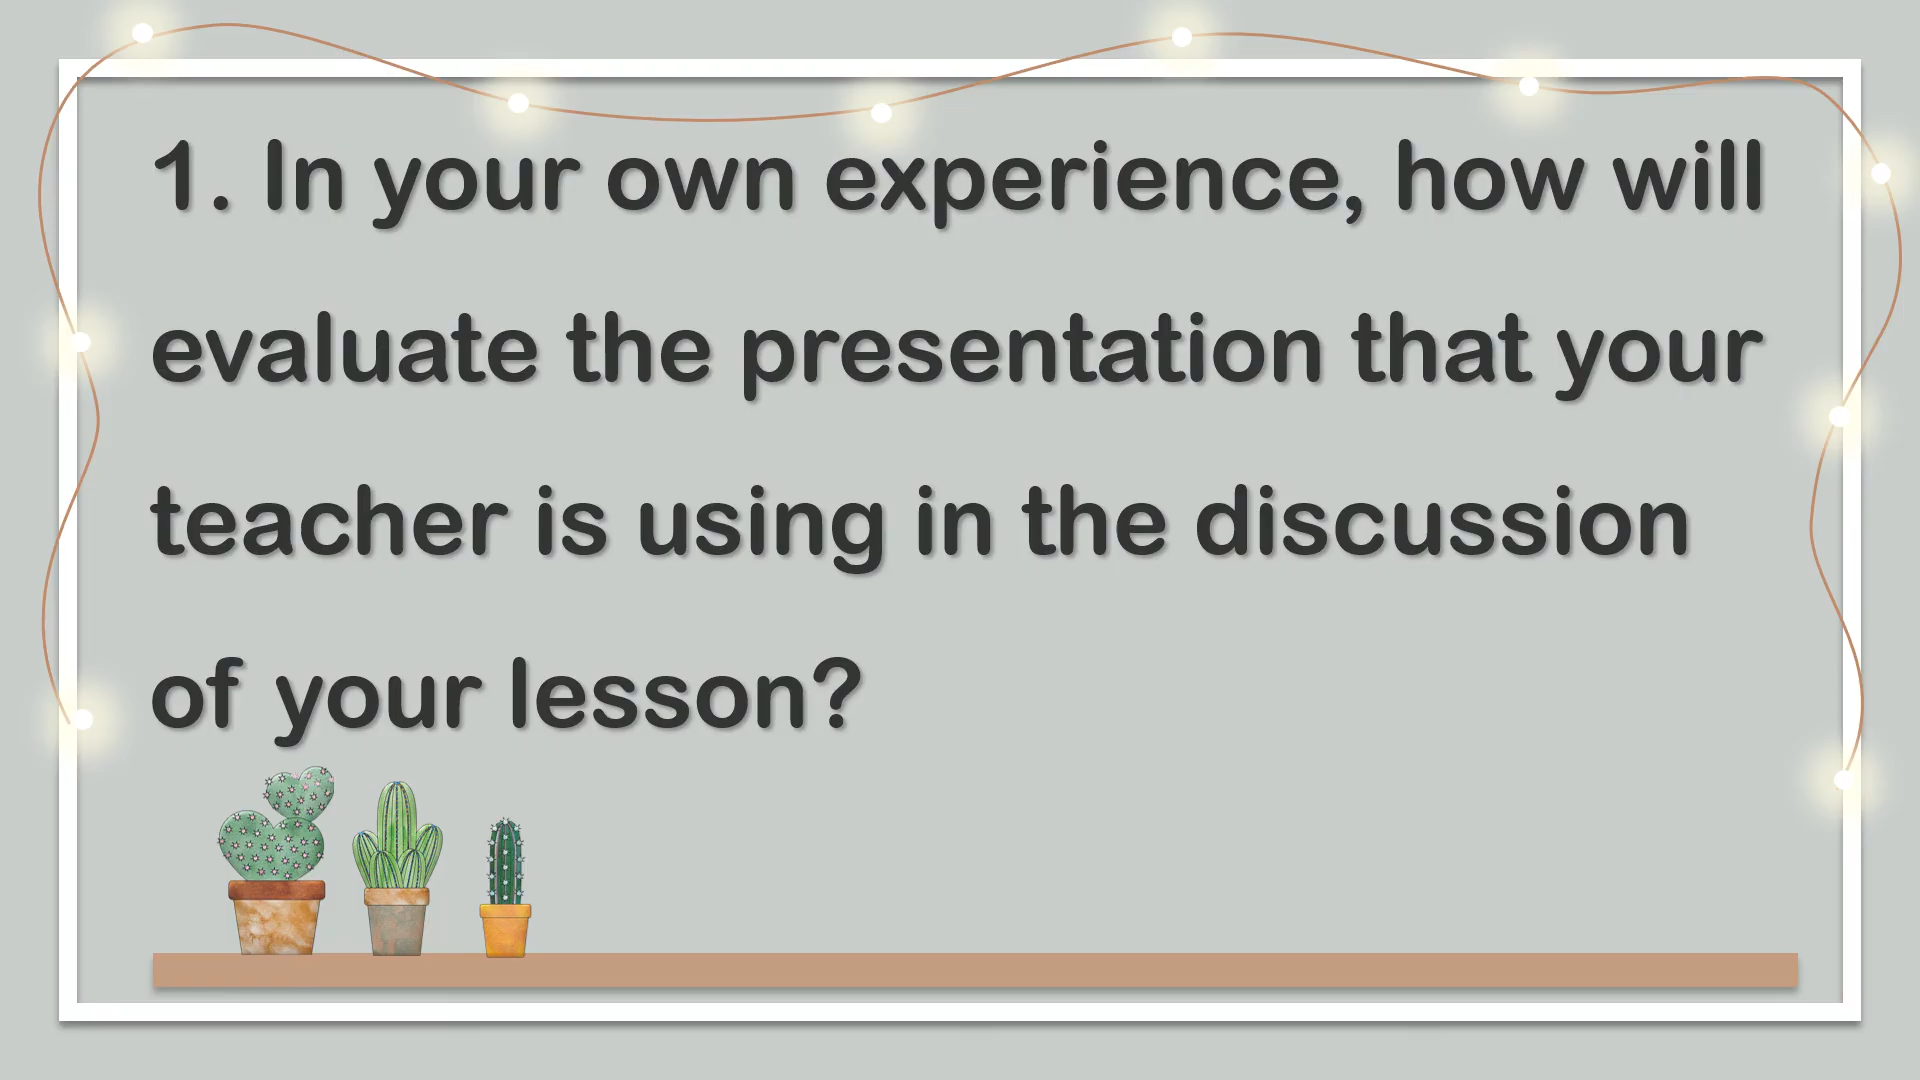 1. In your own experience, how will
evaluate the presentation that your
teacher is using in the discussion
of your lesson?